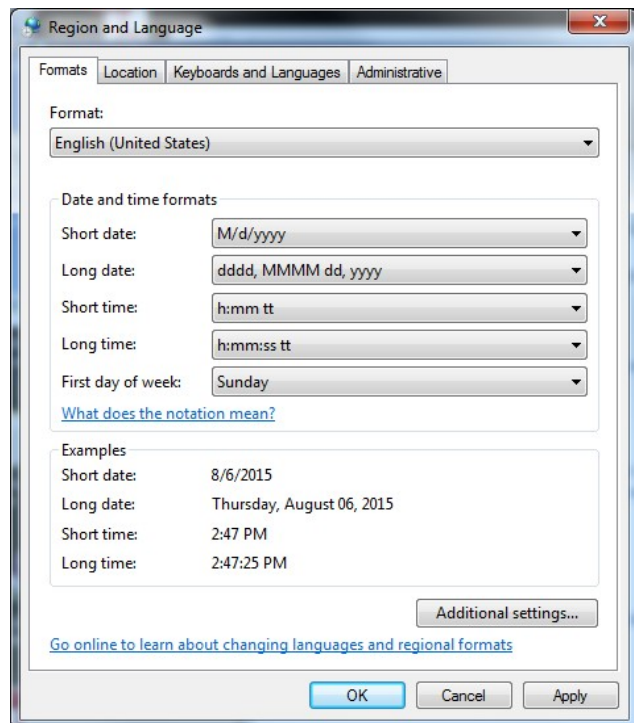 Region and Language
Formats Location Keyboards and Languages Administrative
Format:
English (United States)
Date and time formats
Short date: M/d/yyyy
Long date: dddd, MMMM dd, yyyy
Short time: h:mm tt
Long time: h:mm:ss tt
First day of week: Sunday
What does the notation mean?
Examples
Short date: 8/6/2015
Long date: Thursday, August 06, 2015
Short time: 2:47 PM
Long time: 2:47:25 PM
Additional settings...
Go online to learn about changing languages and regional formats
OK Cancel Apply